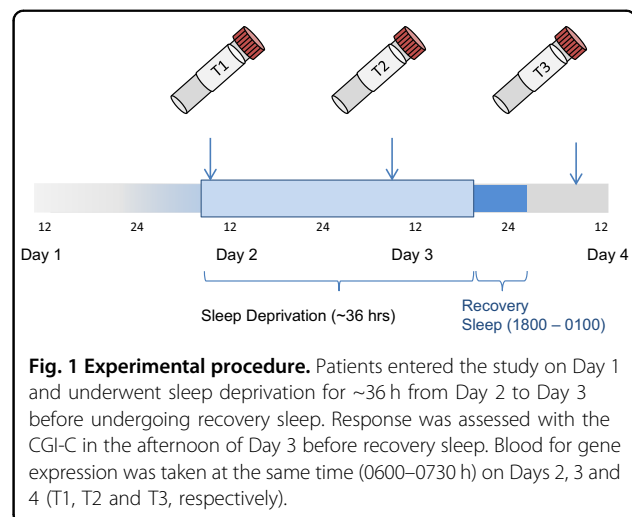 T1 T2 T3
12 24 12 24 12 24 12
Day 1 Day 2 Day 3 Day 4
Sleep Deprivation (~36 hrs)
Recovery
Sleep (1800 – 0100)
Fig. 1 Experimental procedure. Patients entered the study on Day 1
and underwent sleep deprivation for ~36 h from Day 2 to Day 3
before undergoing recovery sleep. Response was assessed with the
CGI-C in the afternoon of Day 3 before recovery sleep. Blood for gene
expression was taken at the same time (0600–0730 h) on Days 2, 3 and
4 (T1, T2 and T3, respectively).